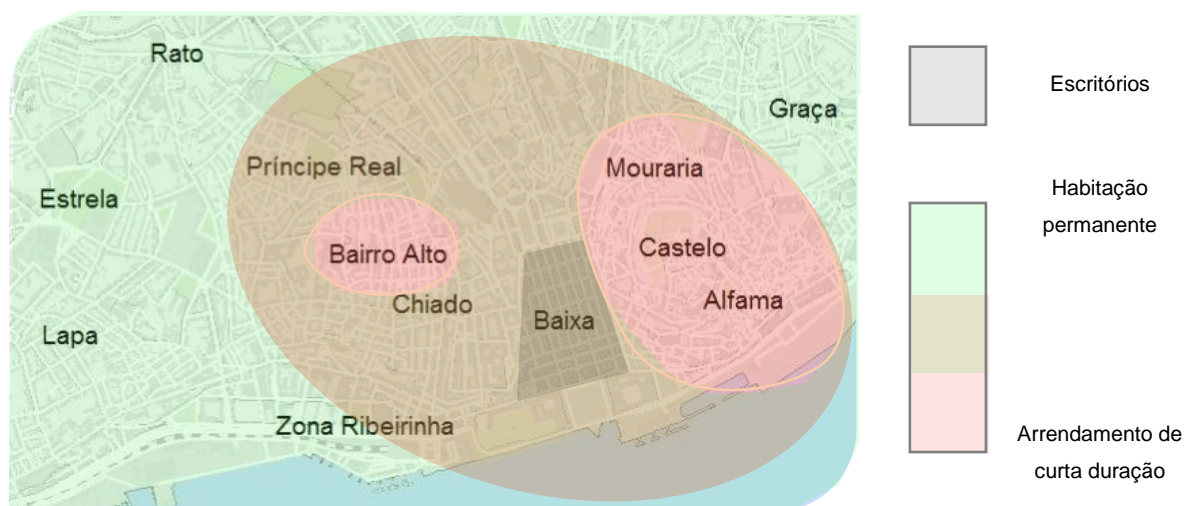 Rato
Graça
Príncipe Real
Mouraria
Estrela
Bairro Alto
Castelo
Chiado
Alfama
Baixa
Lapa
Zona Ribeirinha
Escritórios
Habitação
permanente
Arrendamento de
curta duração